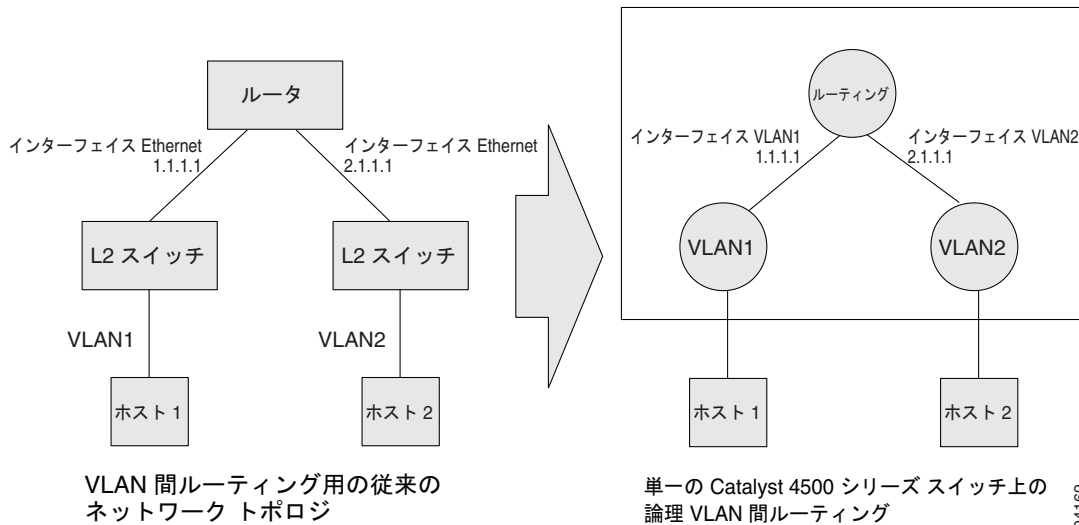 ルータ
インターフェイス Ethernet
1.1.1.1
インターフェイス Ethernet
2.1.1.1
L2 スイッチ
L2 スイッチ
VLAN1
VLAN2
ホスト 1
ホスト 2
VLAN 間ルーティング用の従来の
ネットワーク トポロジ
ルーティング
インターフェイス VLAN1
1.1.1.1
インターフェイス VLAN2
2.1.1.1
VLAN1
VLAN2
ホスト 1
ホスト 2
単一の Catalyst 4500 シリーズ スイッチ上の
論理 VLAN 間ルーティング